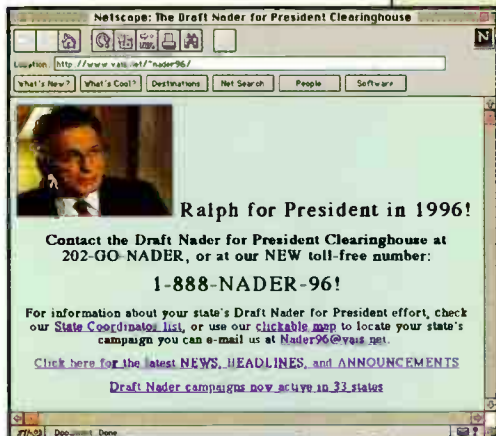 Netscape: The Draft Nader for President Clearinghouse
N
Location: http://www.vais.net/~nader96/
What's New? What's Cool? Destinations Net Search People Software
Ralph for President in 1996!
Contact the Draft Nader for President Clearinghouse at
202-GO-NADER, or at our NEW toll-free number:
1-888-NADER-96!
For information about your state's Draft Nader for President effort, check
our State Coordinator list, or use our clickable map to locate your state's
campaign you can e-mail us at Nader96@vais.net.
Click here for the latest NEWS, HEADLINES, and ANNOUNCEMENTS
Draft Nader campaigns now active in 33 states
Document Done